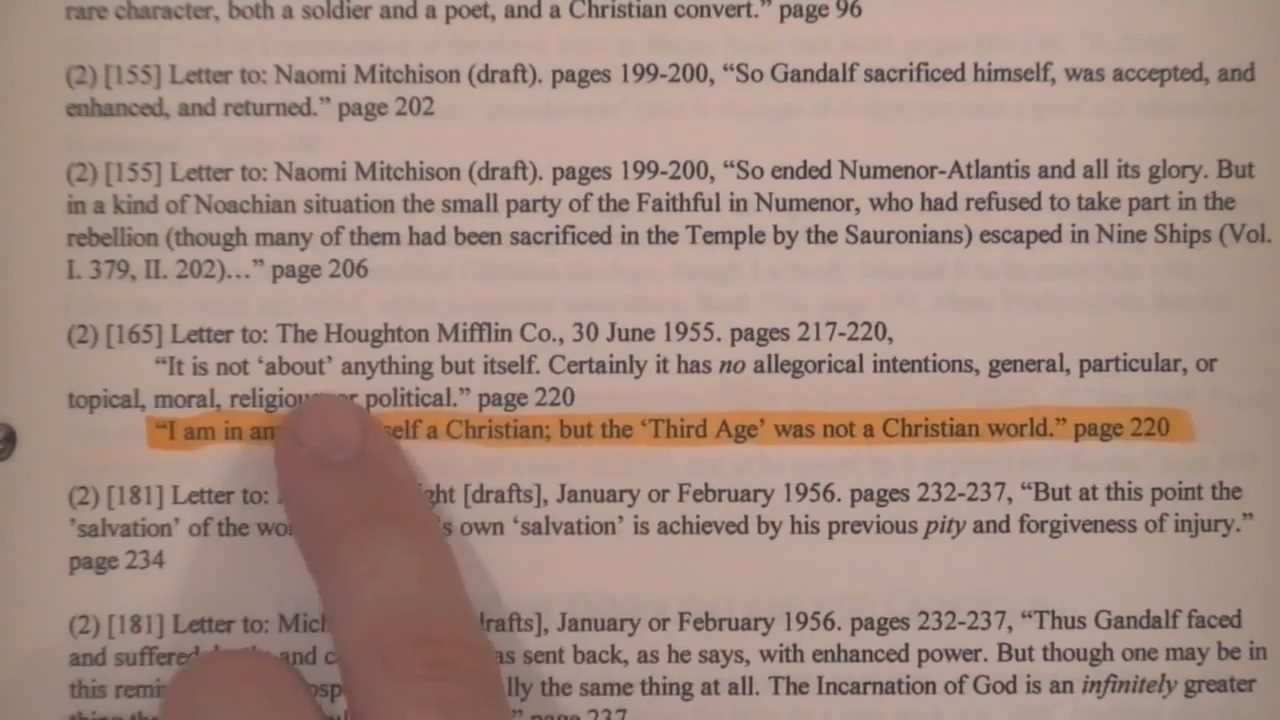 rare character, both a soldier and a poet, and a Christian convert.” page 96
(2) [155] Letter to: Naomi Mitchison (draft). pages 199-200, “So Gandalf sacrificed himself, was accepted, and
enhanced, and returned.” page 202
(2) [155] Letter to: Naomi Mitchison (draft). pages 199-200, “So ended Numenor-Atlantis and all its glory. But
in a kind of Noachian situation the small party of the Faithful in Numenor, who had refused to take part in the
rebellion (though many of them had been sacrificed in the Temple by the Sauronians) escaped in Nine Ships (Vol.
I. 379, II. 202)…” page 206
(2) [165] Letter to: The Houghton Mifflin Co., 30 June 1955. pages 217-220,
“It is not ‘about’ anything but itself. Certainly it has no allegorical intentions, general, particular, or
topical, moral, religious or political.” page 220
“I am in self a Christian; but the ‘Third Age’ was not a Christian world.” page 220
(2) [181] Letter to: [drafts], January or February 1956. pages 232-237, “But at this point the
’salvation’ of the own ‘salvation’ is achieved by his previous pity and forgiveness of injury.”
page 234
(2) [181] Letter to: January or February 1956. pages 232-237, “Thus Gandalf faced
and suffered and sent back, as he says, with enhanced power. But though one may be in
this the same thing at all. The Incarnation of God is an infinitely greater
page 237